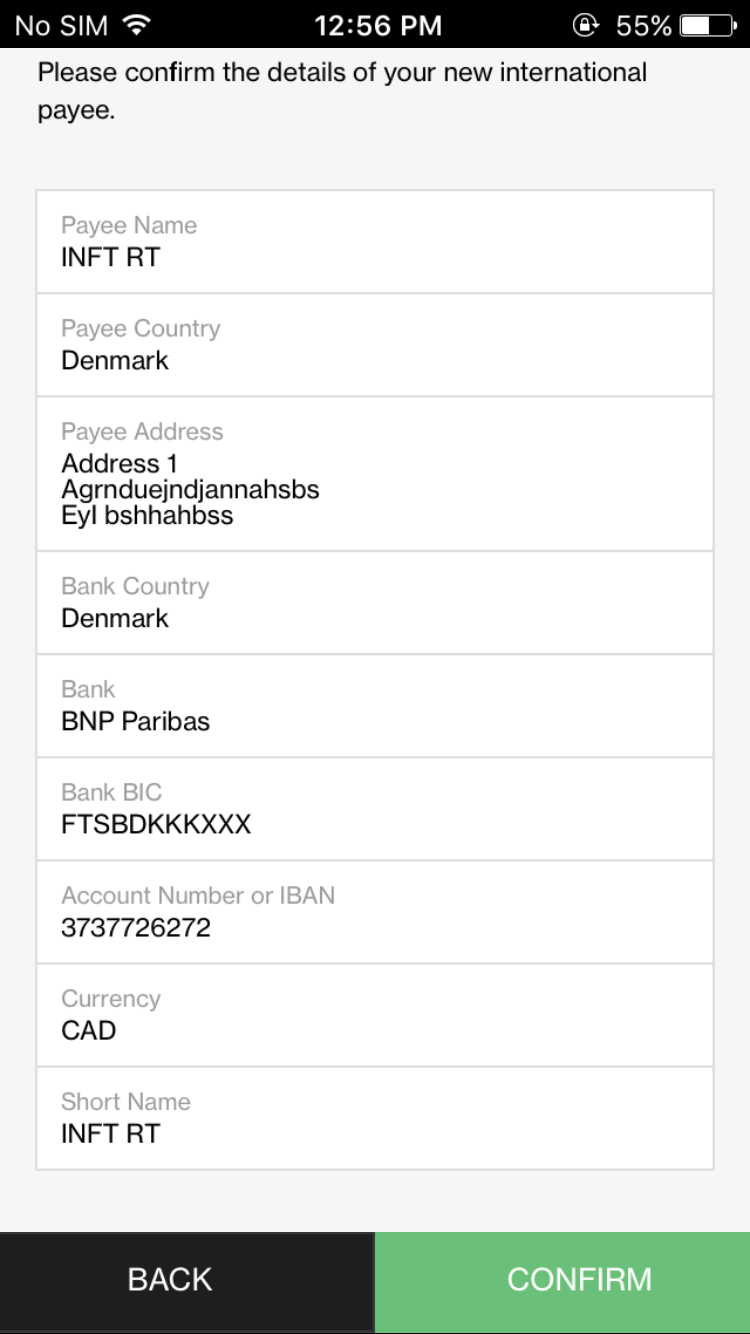 No SIM 12:56 PM 55%
Please confirm the details of your new international
payee.
Payee Name
INFT RT
Payee Country
Denmark
Payee Address
Address 1
Agrnduejndjannahsbs
Eyl bshhahbss
Bank Country
Denmark
Bank
BNP Paribas
Bank BIC
FTSBDKKKXXX
Account Number or IBAN
3737726272
Currency
CAD
Short Name
INFT RT
BACK CONFIRM